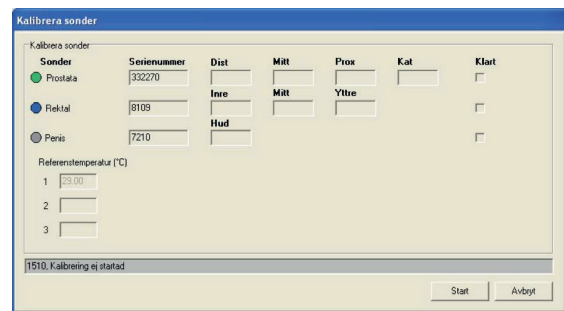 Kalibrera sonder
Kalibrera sonder
Sonder Serienummer Dist Mitt Prox Kat Klart
Prostata 332270
Inre Mitt Yttre
Rektal 8109
Hud
Penis 7210
Referenstemperatur (°C)
1 29.00
2
3
1510, Kalibrering ej startad
Start Avbryt